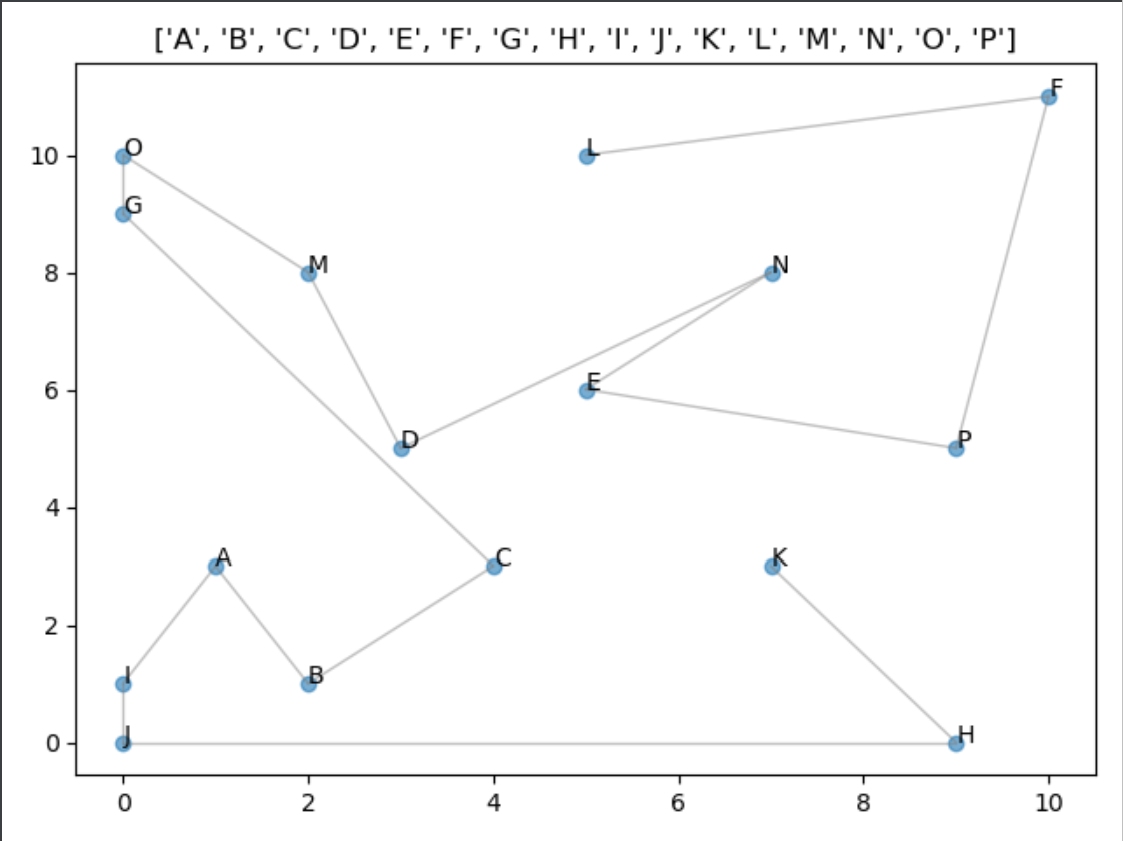 ['A', 'B', 'C', 'D', 'E', 'F', 'G', 'H', 'I', 'J', 'K', 'L', 'M', 'N', 'O', 'P']
F
10
O
L
G
8
M
N
6
E
D
P
4
A
C
K
2
I
B
0
J
H
0 2 4 6 8 10